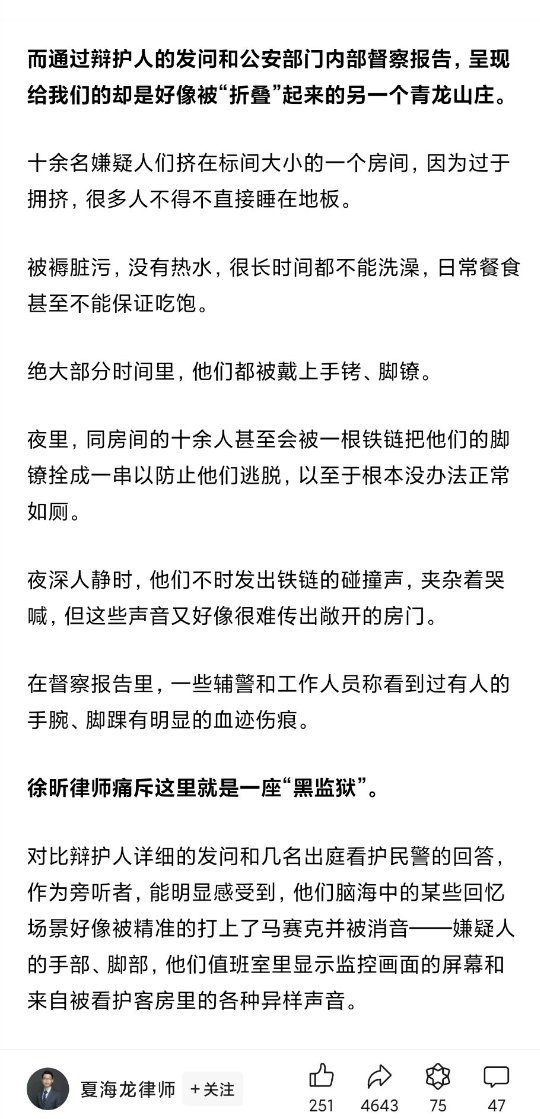 而通过辩护人的发问和公安部门内部督察报告，呈现
给我们的却是好像被“折叠”起来的另一个青龙山庄。
十余名嫌疑人们挤在标间大小的一个房间，因为过于
拥挤，很多人不得不直接睡在地板。
被褥脏污，没有热水，很长时间都不能洗澡，日常餐食
甚至不能保证吃饱。
绝大部分时间里，他们都被戴上手铐、脚镣。
夜里，同房间的十余人甚至会被一根铁链把他们的脚
镣拴成一串以防止他们逃脱，以至于根本没办法正常
如厕。
夜深人静时，他们不时发出铁链的碰撞声，夹杂着哭
喊，但这些声音又好像很难传出敞开的房门。
在督察报告里，一些辅警和工作人员称看到过有人的
手腕、脚踝有明显的血迹伤痕。
徐昕律师痛斥这里就是一座“黑监狱”。
对比辩护人详细的发问和几名出庭看护民警的回答，
作为旁听者，能明显感受到，他们脑海中的某些回忆
场景好像被精准的打上了马赛克并被消音——嫌疑人
的手部、脚部，他们值班室里显示监控画面的屏幕和
来自被看护客房里的各种异样声音。
夏海龙律师 +关注
251 4643 75 47